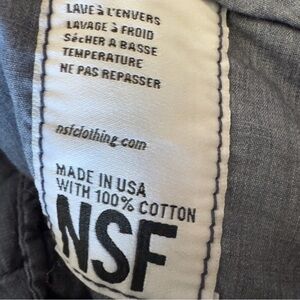 LAVE à L'ENVERS
LAVAGE à FROID
SéCHER A BASSE
TEMPERATURE
NE PAS REPASSER
nsfclothing.com
MADE IN USA
WITH 100% COTTON
NSF